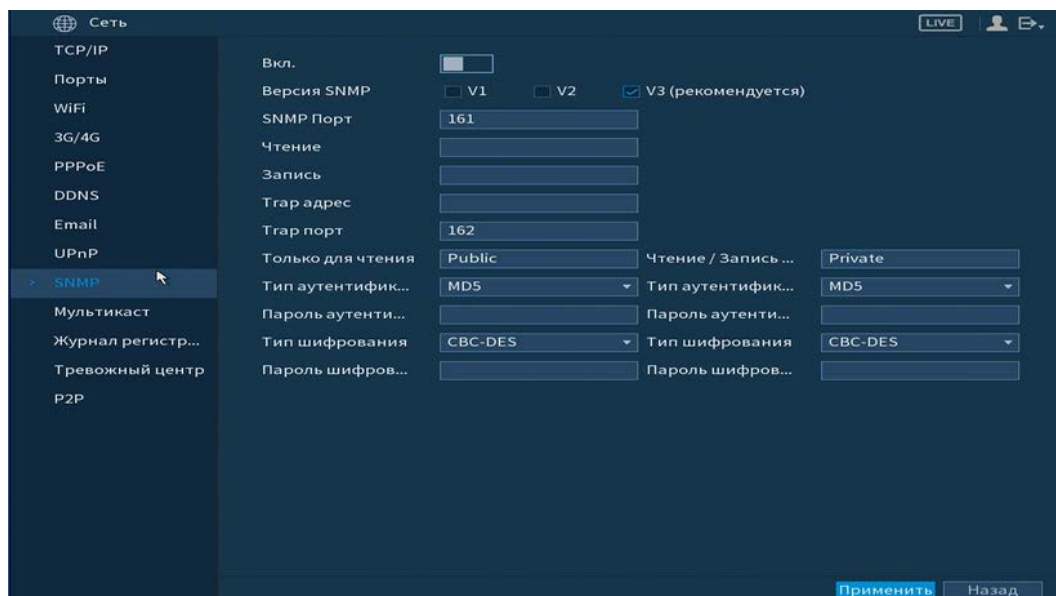 Сеть LIVE
TCP/IP
Порты
WiFi
3G/4G
PPPoE
DDNS
Email
UPnP
SNMP
Мультикаст
Журнал регистр...
Тревожный центр
P2P
Вкл.
Версия SNMP V1 V2 V3 (рекомендуется)
SNMP Порт 161
Чтение
Запись
Trap адрес
Trap порт 162
Только для чтения Public Чтение / Запись ... Private
Тип аутентифик... MD5 Тип аутентифик... MD5
Пароль аутенти... Пароль аутенти...
Тип шифрования CBC-DES Тип шифрования CBC-DES
Пароль шифров... Пароль шифров...
Применить Назад